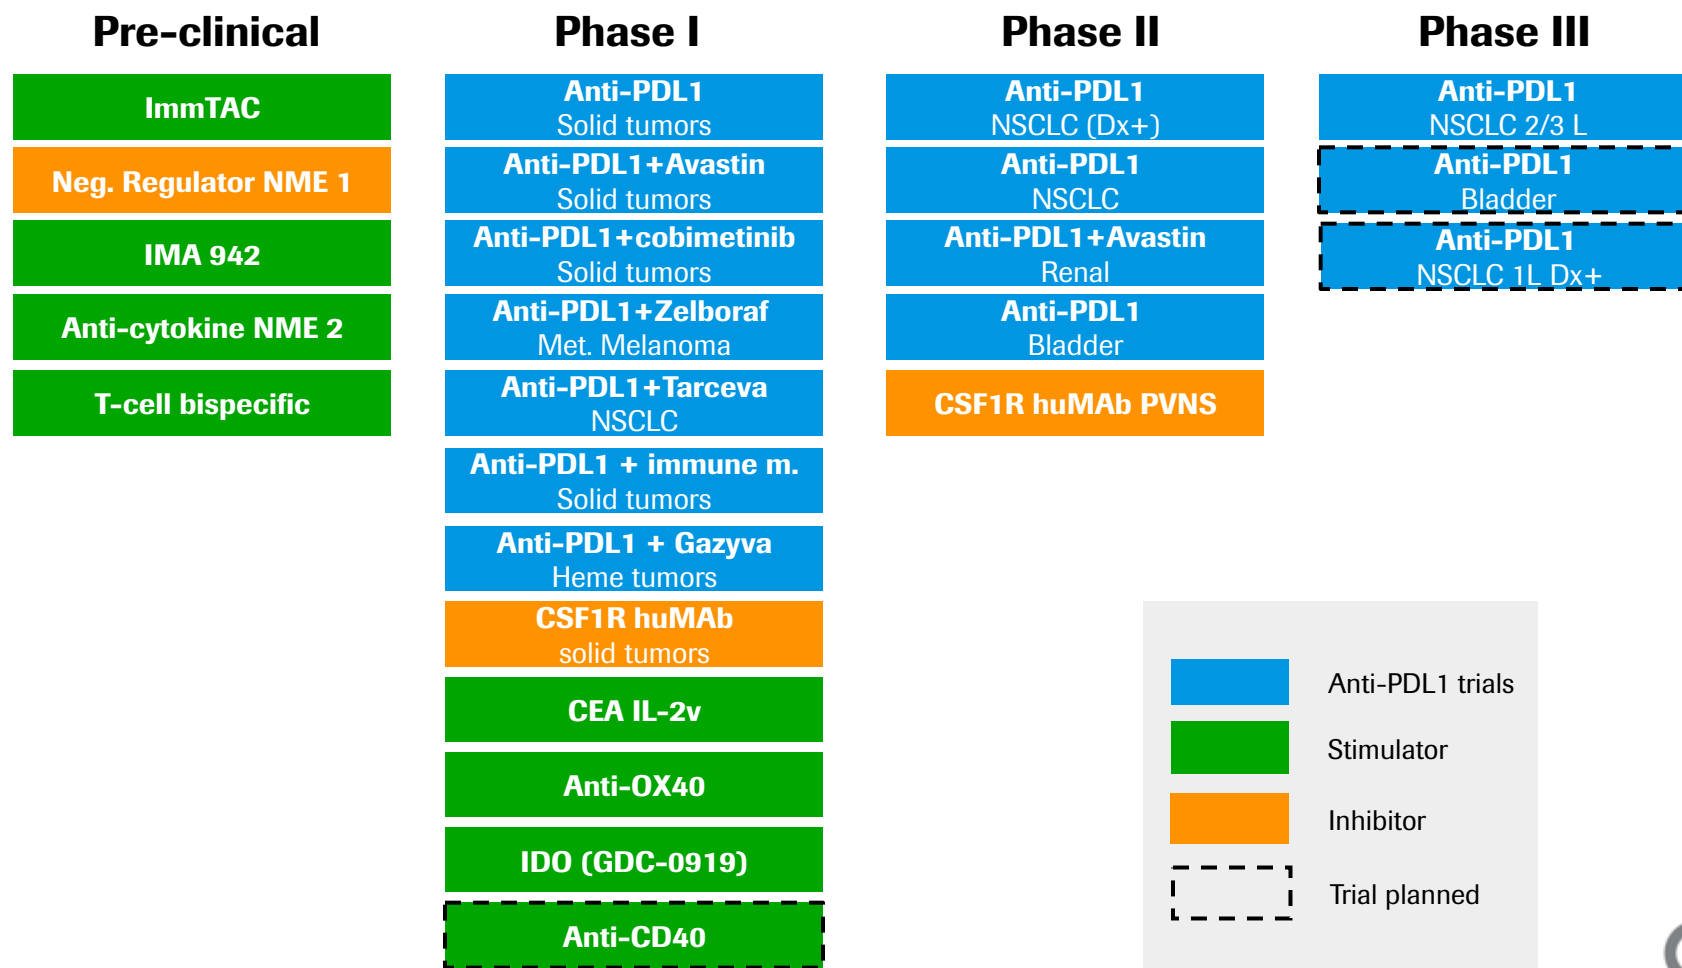 Pre-clinical
ImmTAC
Neg. Regulator NME 1
IMA 942
Anti-cytokine NME 2
T-cell bispecific
Phase I
Anti-PDL1
Solid tumors
Anti-PDL1+Avastin
Solid tumors
Anti-PDL1+cobimetinib
Solid tumors
Anti-PDL1+Zelboraf
Met. Melanoma
Anti-PDL1+Tarceva
NSCLC
Anti-PDL1 + immune m.
Solid tumors
Anti-PDL1 + Gazyva
Heme tumors
CSF1R huMAb
solid tumors
CEA IL-2v
Anti-OX40
IDO (GDC-0919)
Anti-CD40
Phase II
Anti-PDL1
NSCLC (Dx+)
Anti-PDL1
NSCLC
Anti-PDL1+Avastin
Renal
Anti-PDL1
Bladder
CSF1R huMAb PVNS
Phase III
Anti-PDL1
NSCLC 2/3 L
Anti-PDL1
Bladder
Anti-PDL1
NSCLC 1L Dx+
Anti-PDL1 trials
Stimulator
Inhibitor
Trial planned